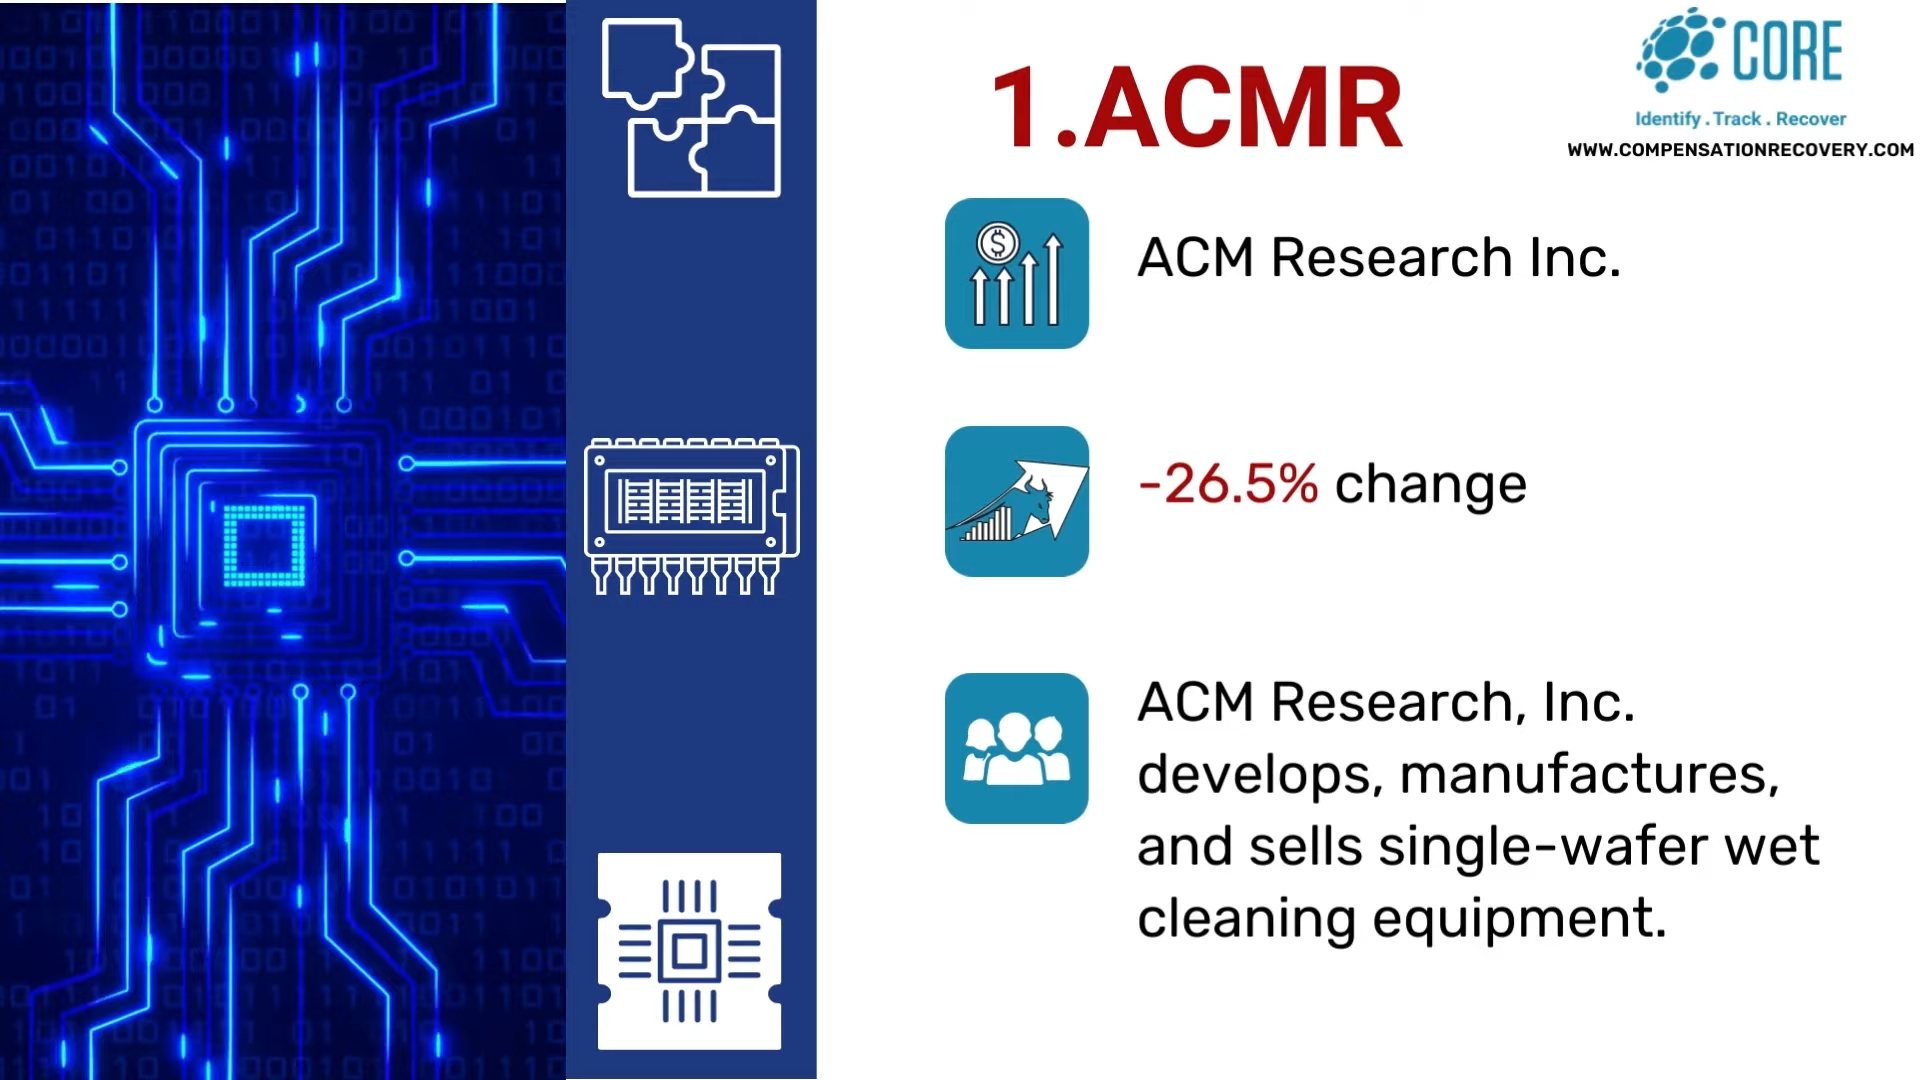 1.ACMR
CORE
Identify . Track . Recover
WWW.COMPENSATIONRECOVERY.COM
ACM Research Inc.
-26.5% change
ACM Research, Inc.
develops, manufactures,
and sells single-wafer wet
cleaning equipment.